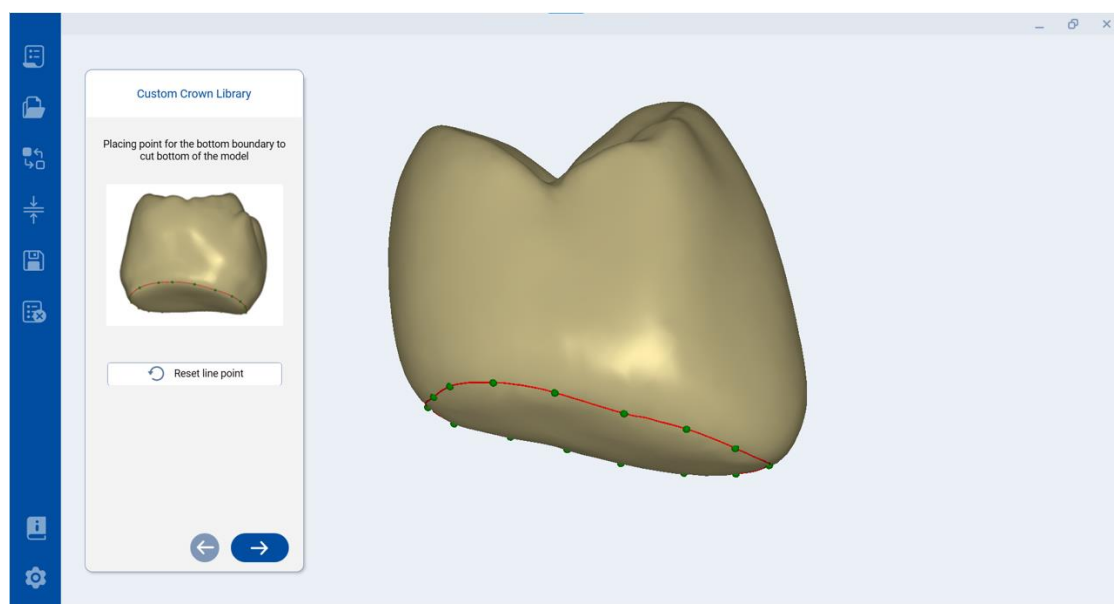 Custom Crown Library
Placing point for the bottom boundary to
cut bottom of the model
Reset line point